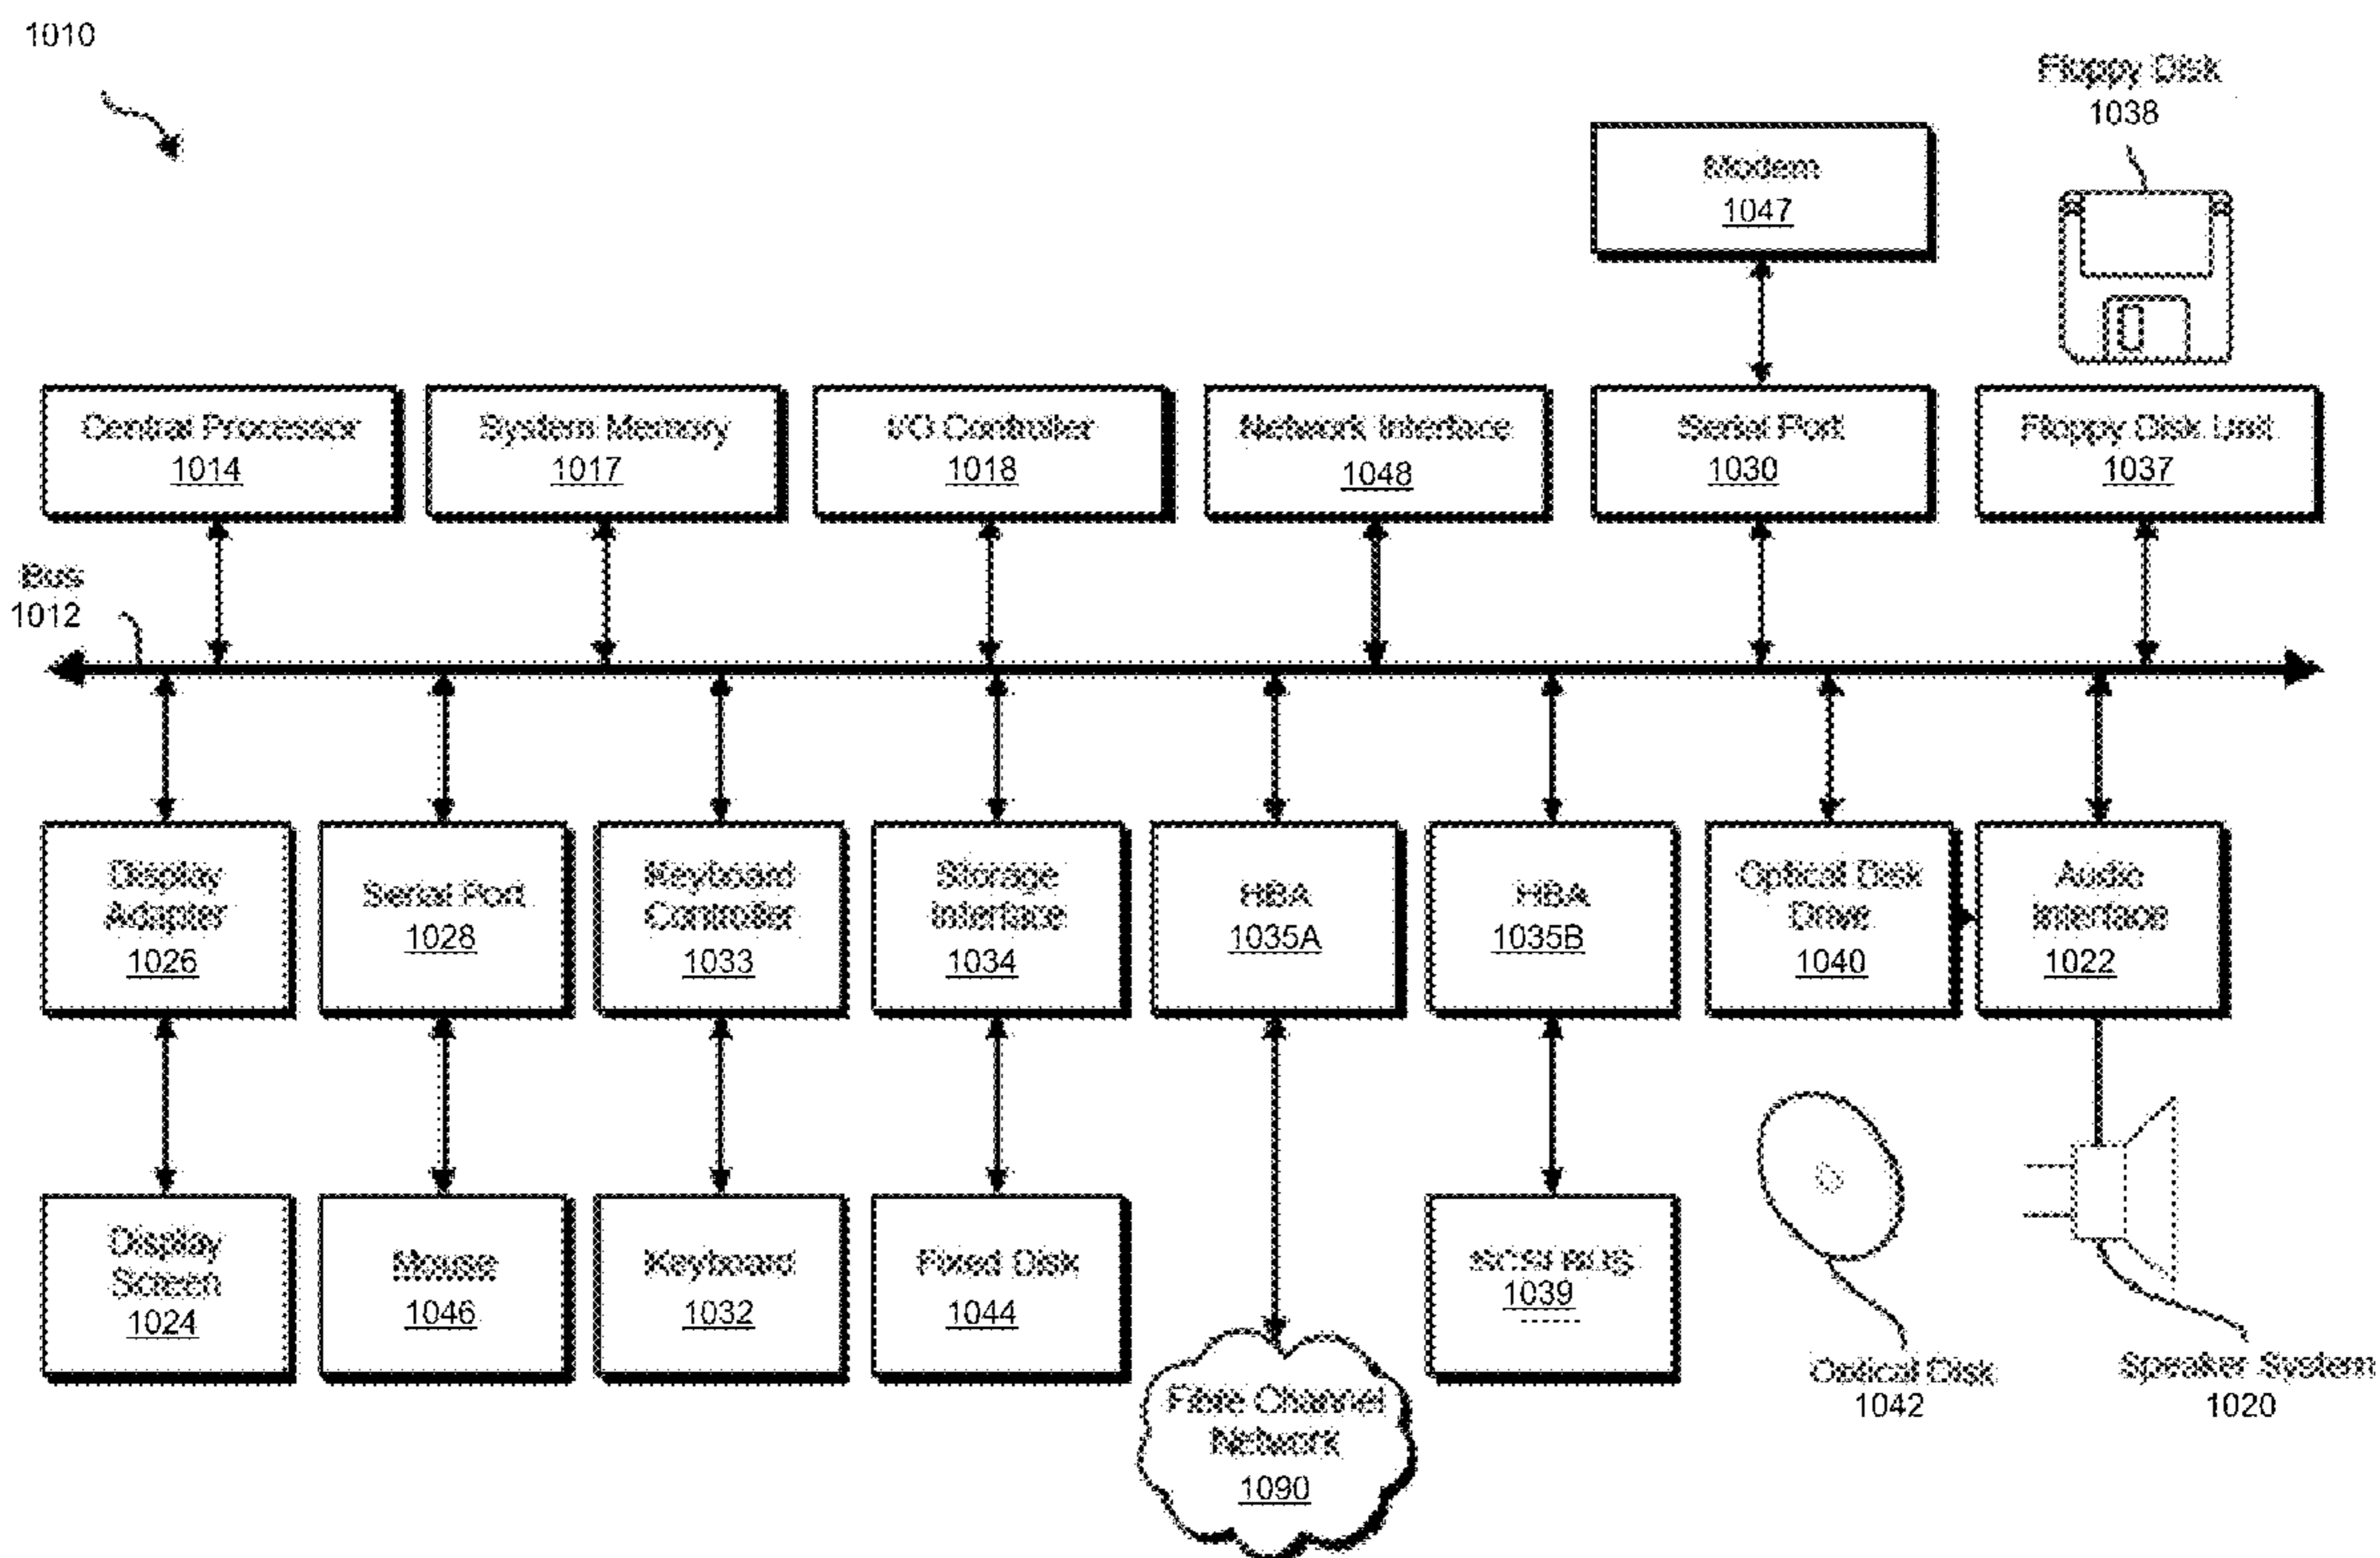 1010
Floppy Disk
1038
Modem
1047
Central Processor
1014
System Memory
1017
I/O Controller
1018
Network Interface
1048
Serial Port
1030
Floppy Disk Unit
1037
Bus
1012
Display
Adapter
1026
Serial Port
1028
Keyboard
Controller
1033
Storage
Interface
1034
HBA
1035A
HBA
1035B
Optical Disk
Drive
1040
Audio
Interface
1022
Display
Screen
1024
Mouse
1046
Keyboard
1032
Fixed Disk
1044
SCSI BUS
1039
Fibre Channel
Network
1090
Optical Disk
1042
Speaker System
1020